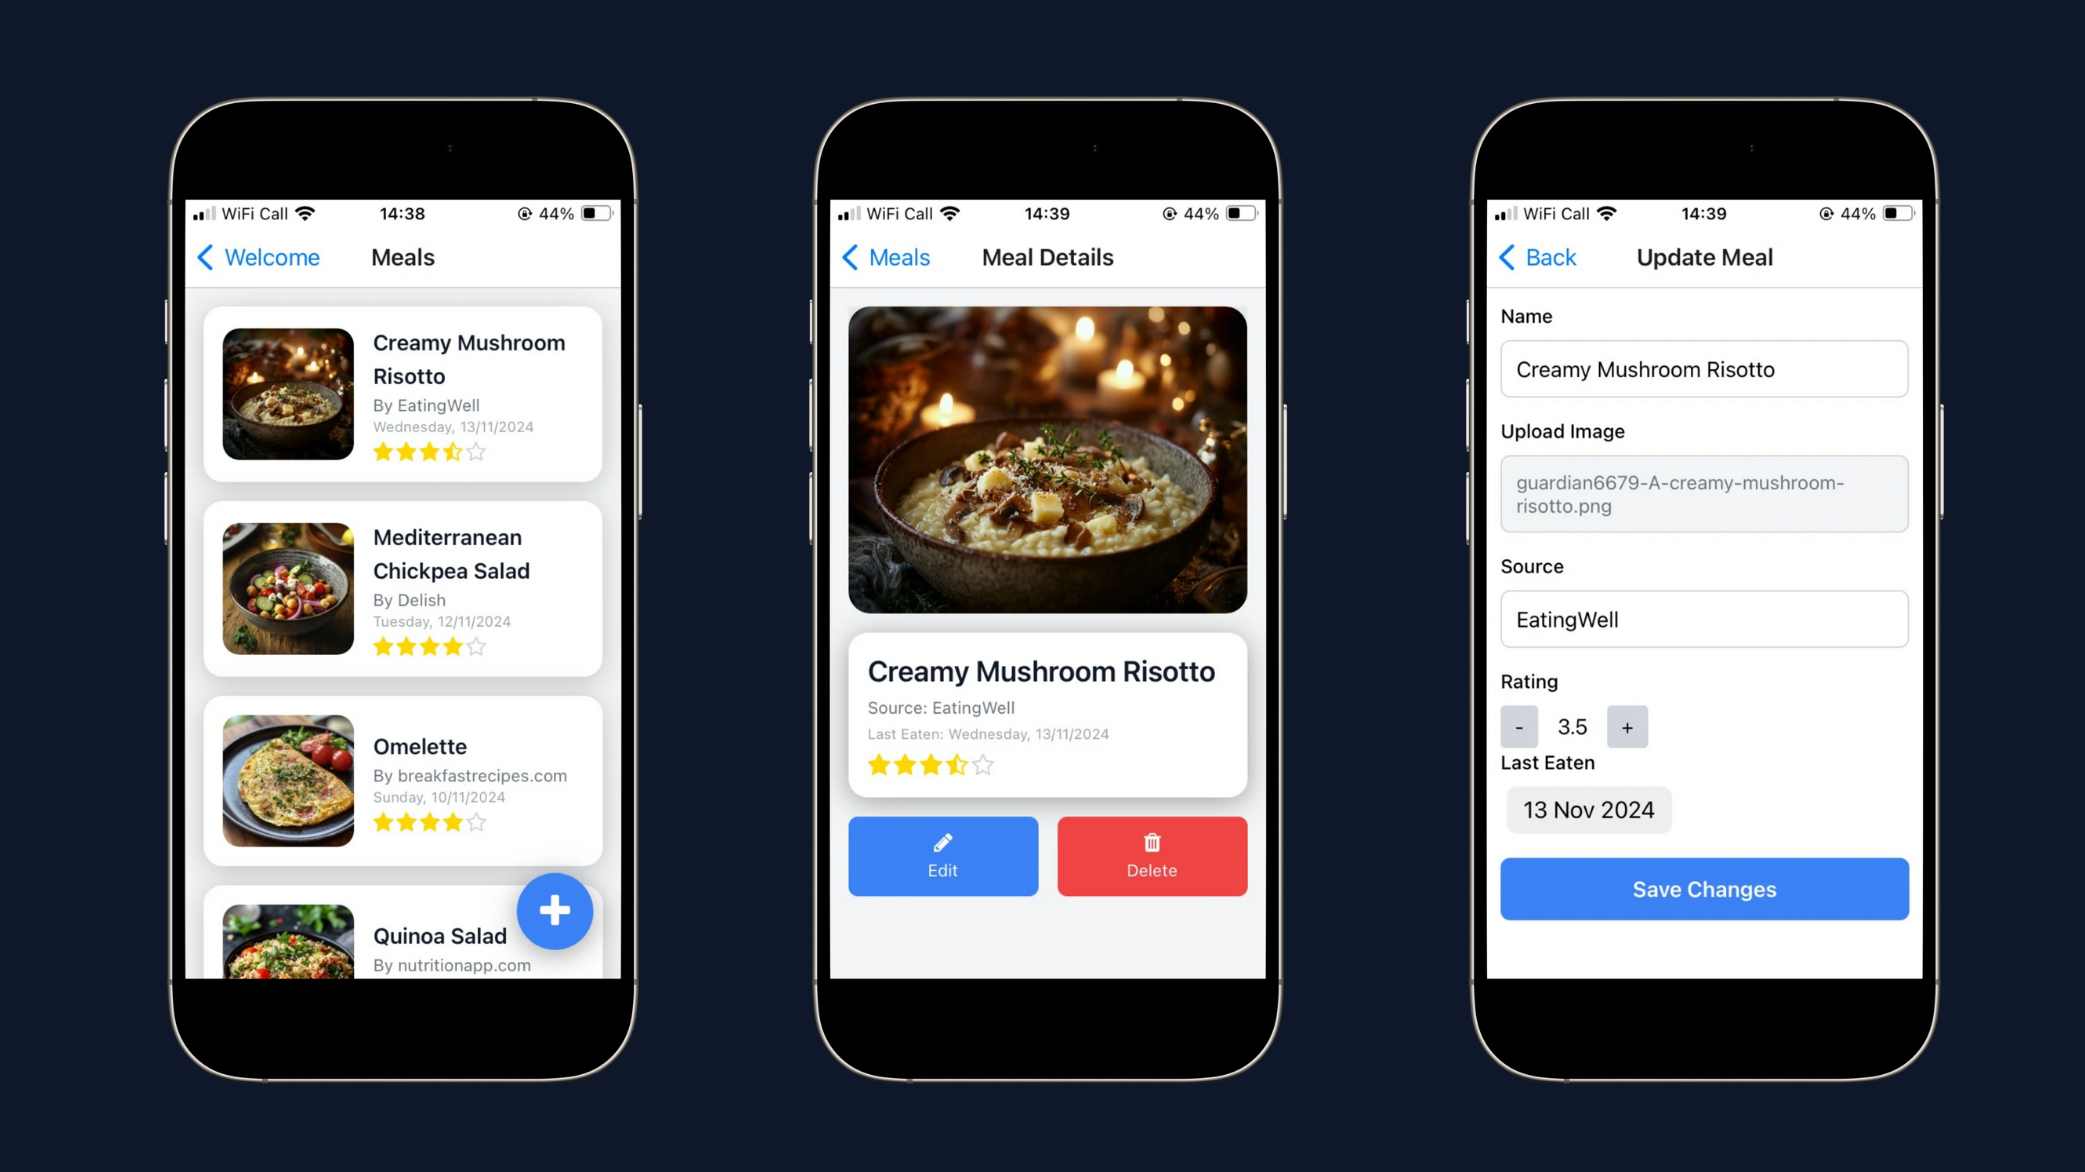 WiFi Call 14:38 44%
Welcome Meals
Creamy Mushroom
Risotto
By EatingWell
Wednesday, 13/11/2024
Mediterranean
Chickpea Salad
By Delish
Tuesday, 12/11/2024
Omelette
By breakfastrecipes.com
Sunday, 10/11/2024
Quinoa Salad
By nutritionapp.com
WiFi Call 14:39 44%
Meals Meal Details
Creamy Mushroom Risotto
Source: EatingWell
Last Eaten: Wednesday, 13/11/2024
Edit Delete
WiFi Call 14:39 44%
Back Update Meal
Name
Creamy Mushroom Risotto
Upload Image
guardian6679-A-creamy-mushroom-
risotto.png
Source
EatingWell
Rating
- 3.5 +
Last Eaten
13 Nov 2024
Save Changes